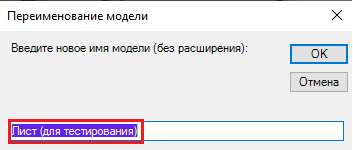 Переименование модели
Введите новое имя модели (без расширения):
OK
Отмена
Лист (для тестирования)